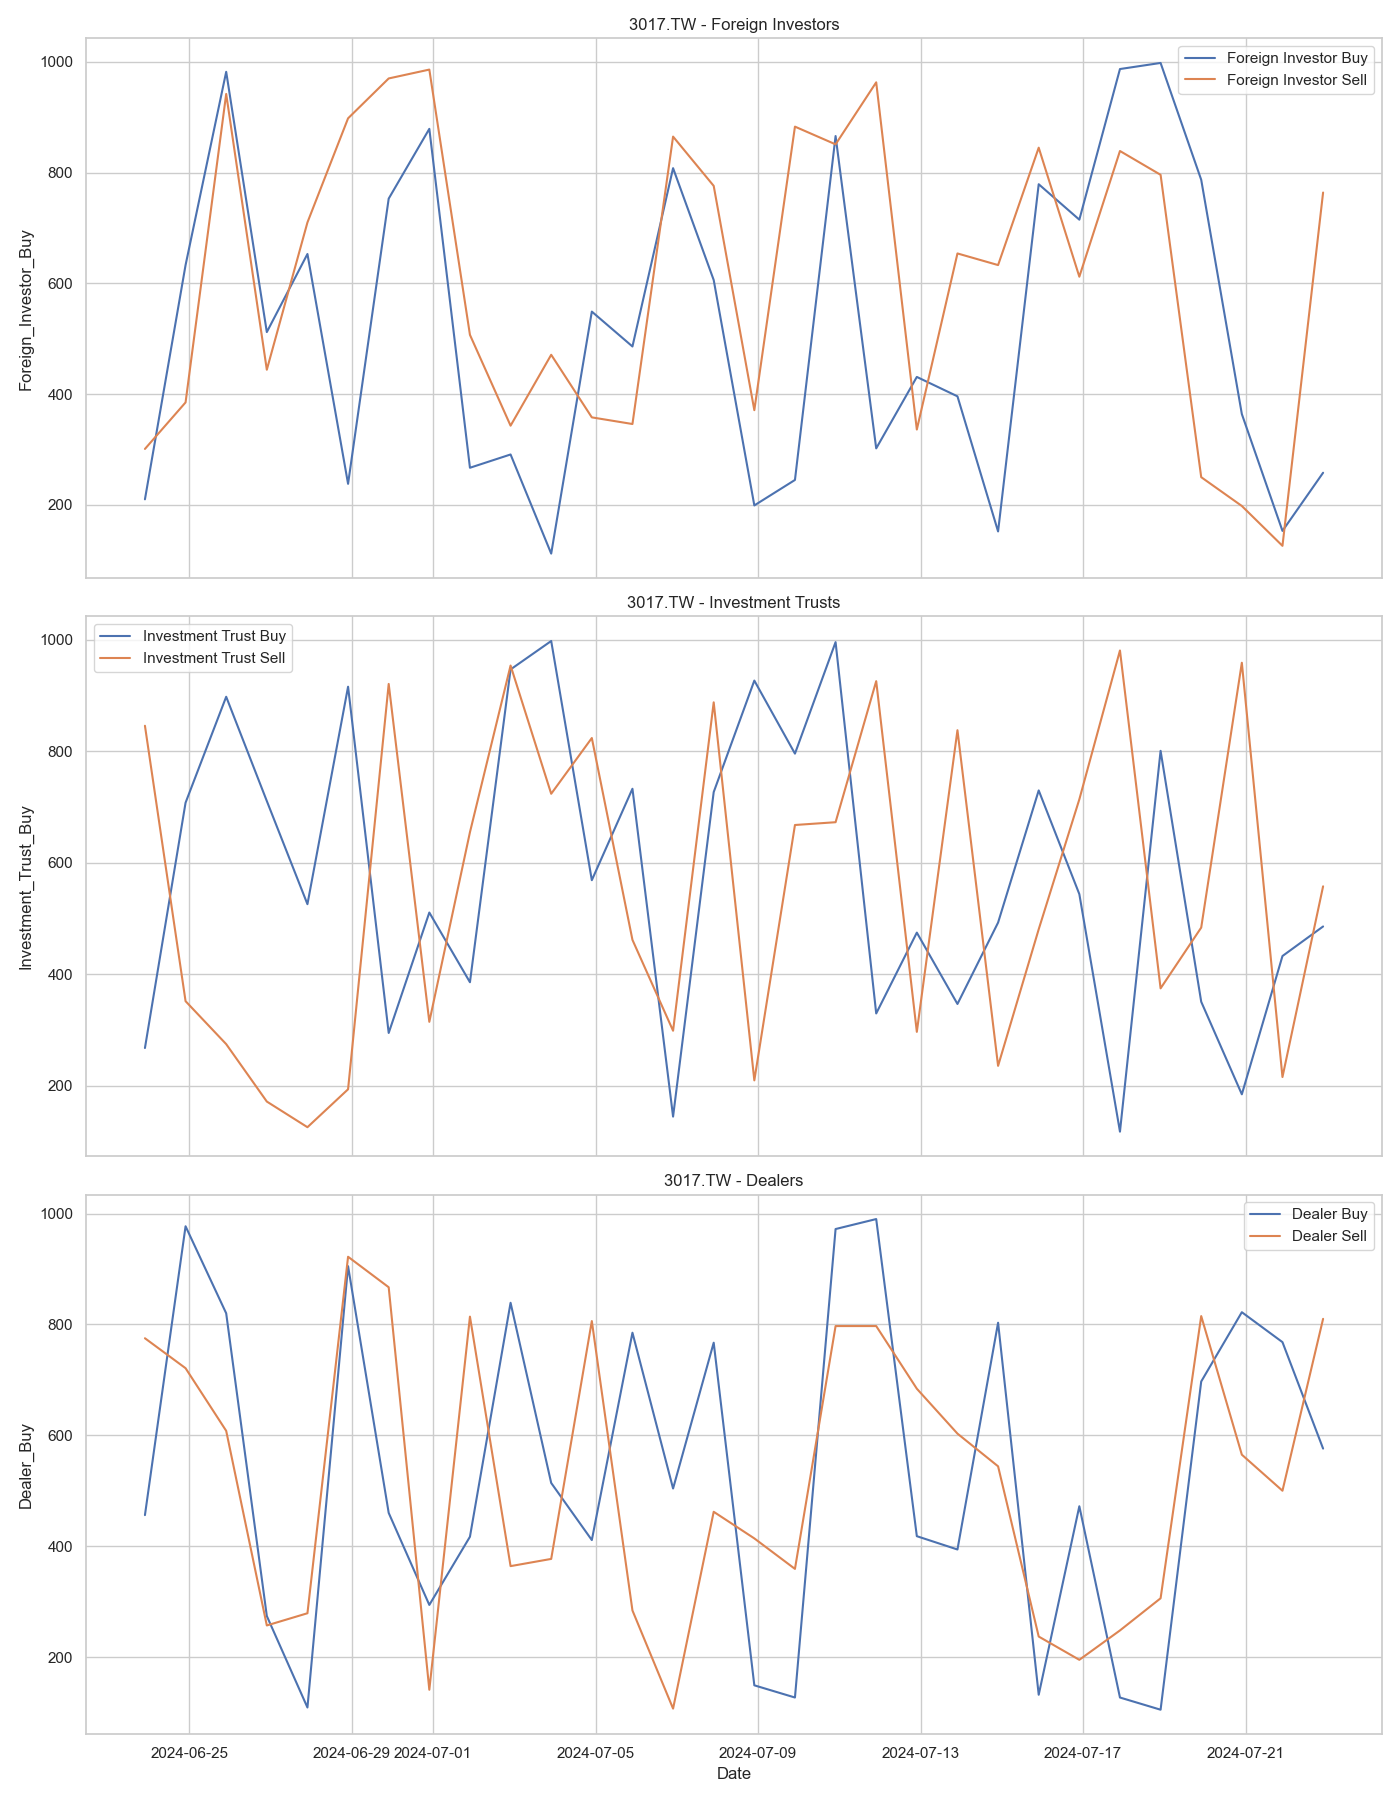 3017.TW - Foreign Investors
Foreign_Investor_Buy
1000
800
600
400
200
Foreign Investor Buy
Foreign Investor Sell
3017.TW - Investment Trusts
Investment_Trust_Buy
1000
800
600
400
200
Investment Trust Buy
Investment Trust Sell
3017.TW - Dealers
Dealer_Buy
1000
800
600
400
200
Dealer Buy
Dealer Sell
2024-06-25 2024-06-29 2024-07-01 2024-07-05 2024-07-09 2024-07-13 2024-07-17 2024-07-21
Date